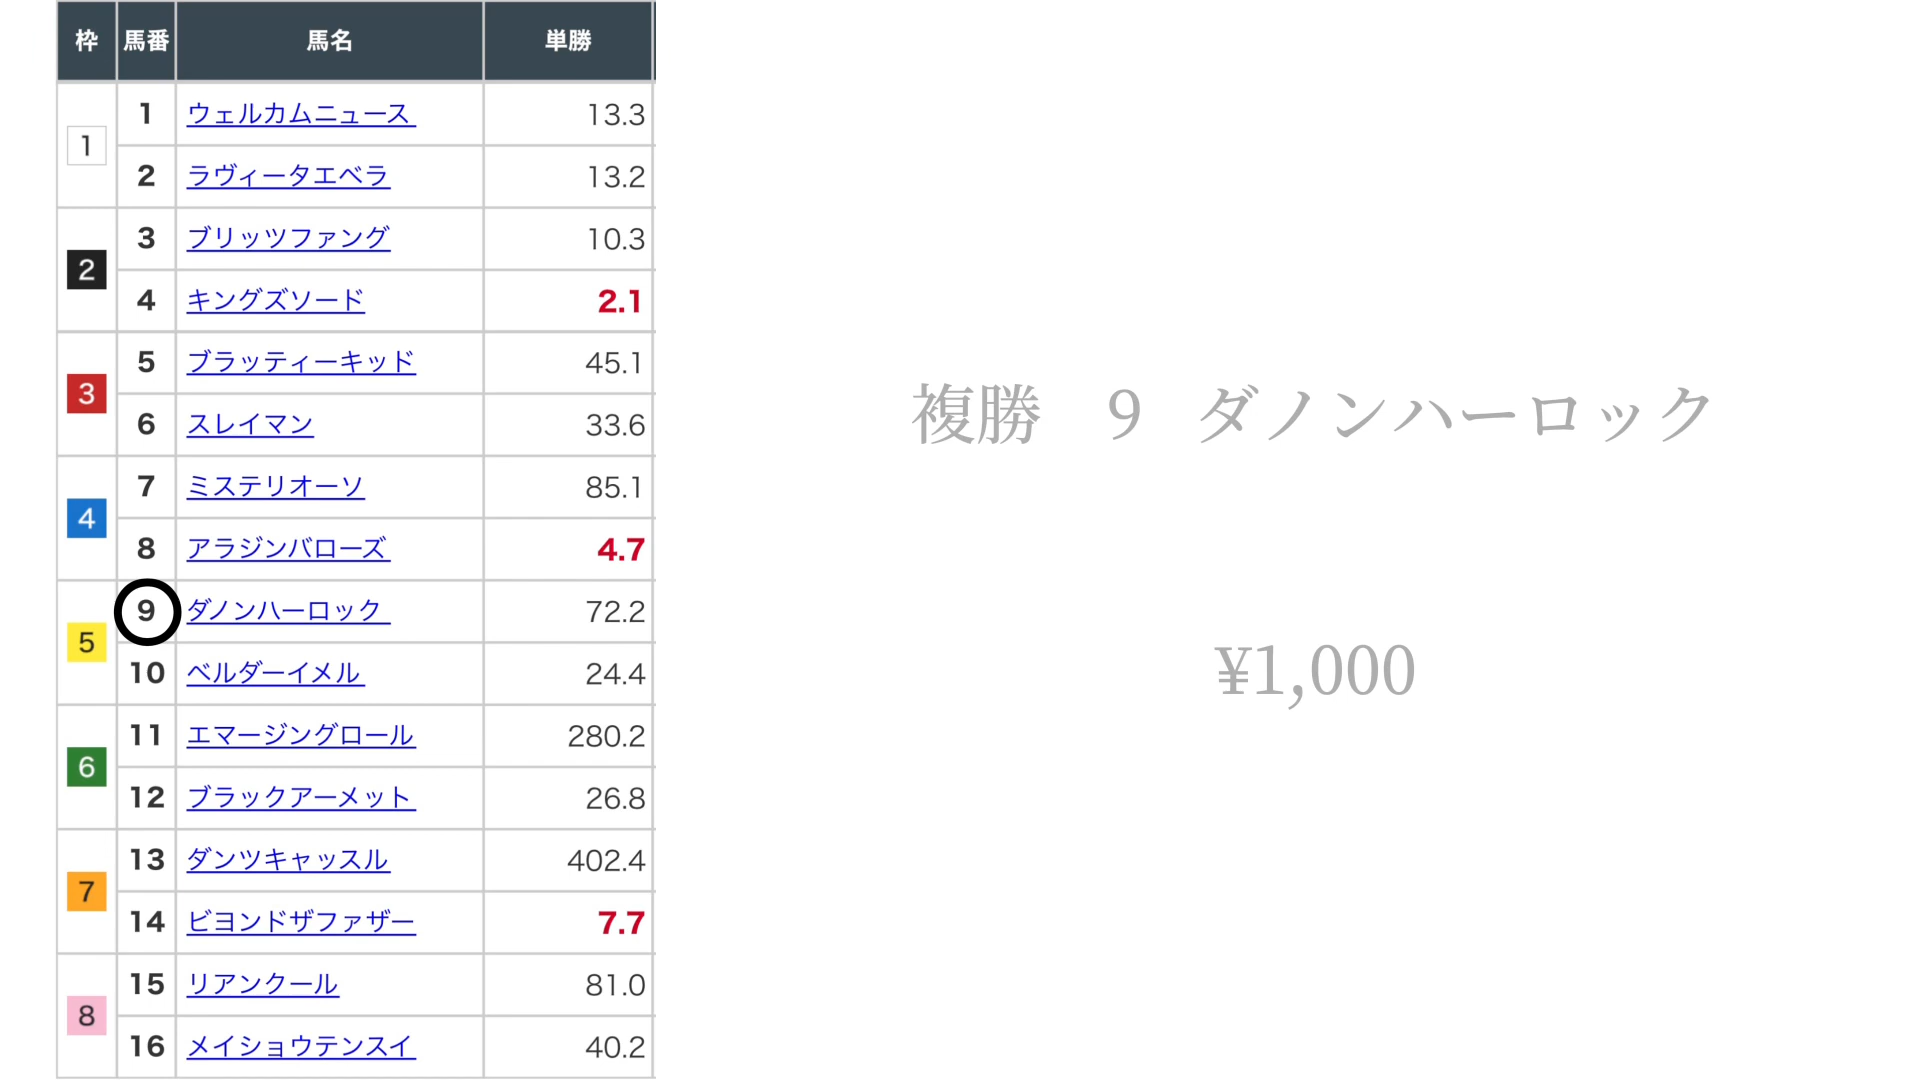 枠 馬番 馬名 単勝
1 1 ウェルカムニュース 13.3
2 ラヴィータエベラ 13.2
2 3 ブリッツファング 10.3
4 キングズソード 2.1
3 5 ブラッティーキッド 45.1
6 スレイマン 33.6
4 7 ミステリオーソ 85.1
8 アラジンバローズ 4.7
5 9 ダノンハーロック 72.2
10 ベルダーイメル 24.4
6 11 エマージングロール 280.2
12 ブラックアーメット 26.8
7 13 ダンツキャッスル 402.4
14 ビヨンドザファザー 7.7
8 15 リアンクール 81.0
16 メイショウテンスイ 40.2
複勝 9 ダノンハーロック
¥1,000